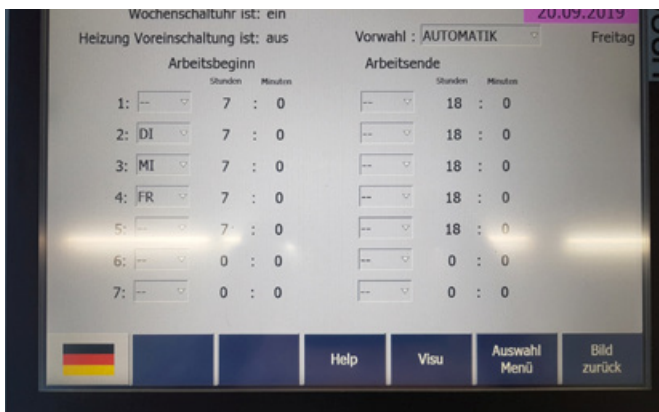 Wochenschaltuhr ist: ein 20.09.2019
Heizung Voreinschaltung ist: aus Vorwahl : AUTOMATIK Freitag
Arbeitsbeginn Arbeitsende
Stunden Minuten Stunden Minuten
1: -- 7 : 0 -- 18 : 0
2: DI 7 : 0 -- 18 : 0
3: MI 7 : 0 -- 18 : 0
4: FR 7 : 0 -- 18 : 0
5: -- 7 : 0 -- 18 : 0
6: -- 0 : 0 -- 0 : 0
7: -- 0 : 0 -- 0 : 0
Help Visu Auswahl Menü Bild zurück